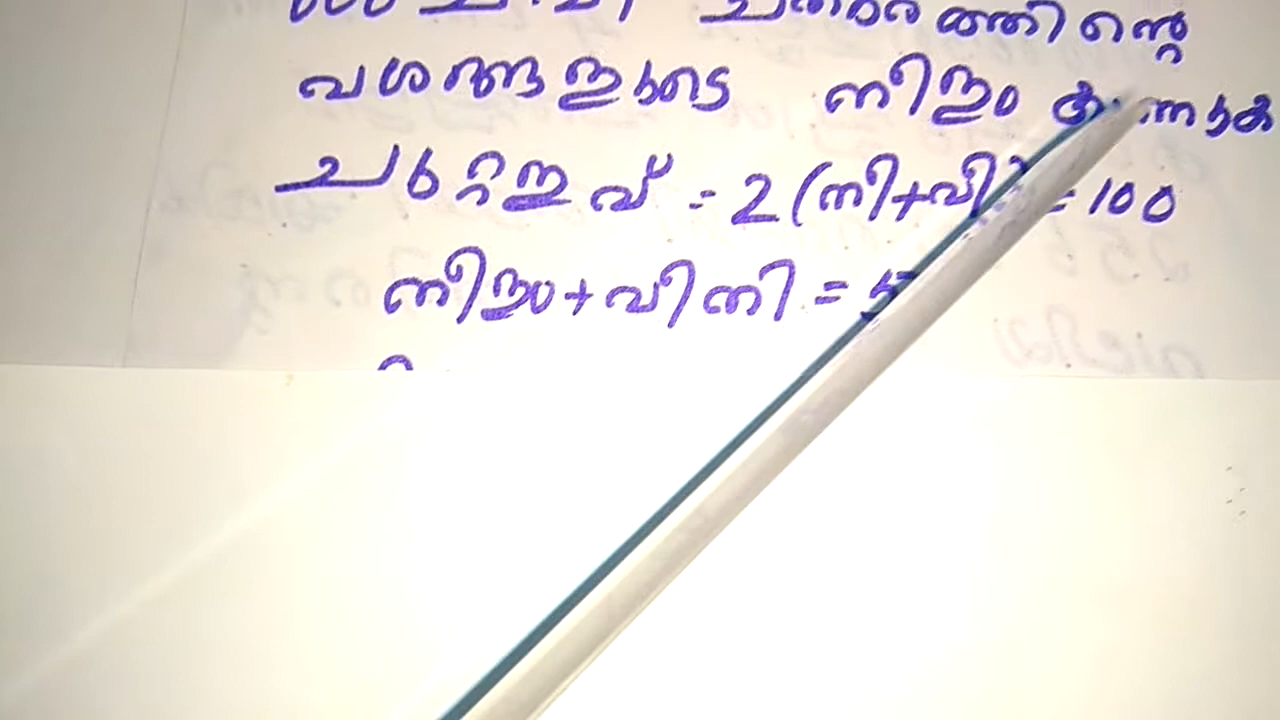 ചതുരത്തിന്റെ
വശങ്ങളുടെ നീളം
ചുറ്റളവ് = 2(നീ+വീ) = 100
നീളം+വീതി =